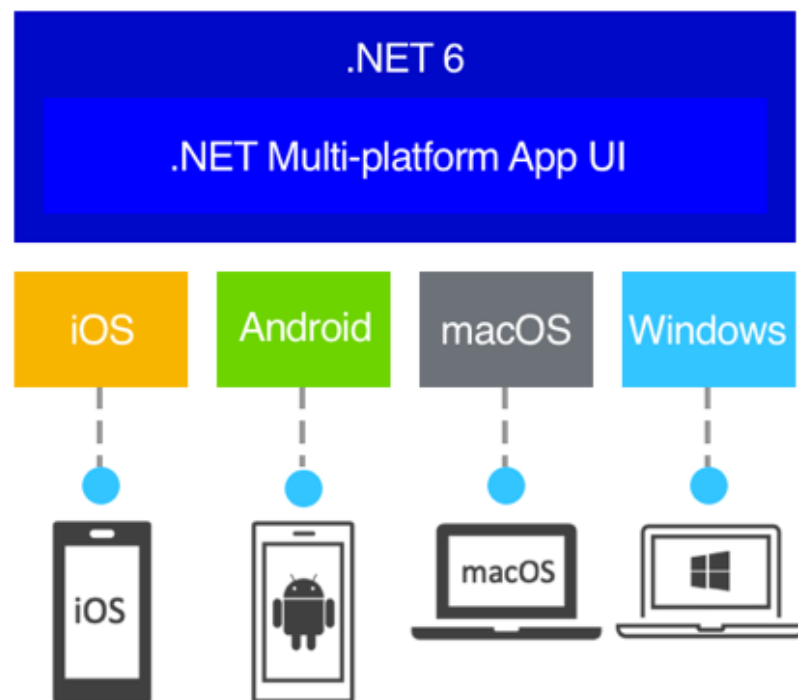 .NET 6
.NET Multi-platform App UI
iOS
Android
macOS
Windows
iOS
macOS